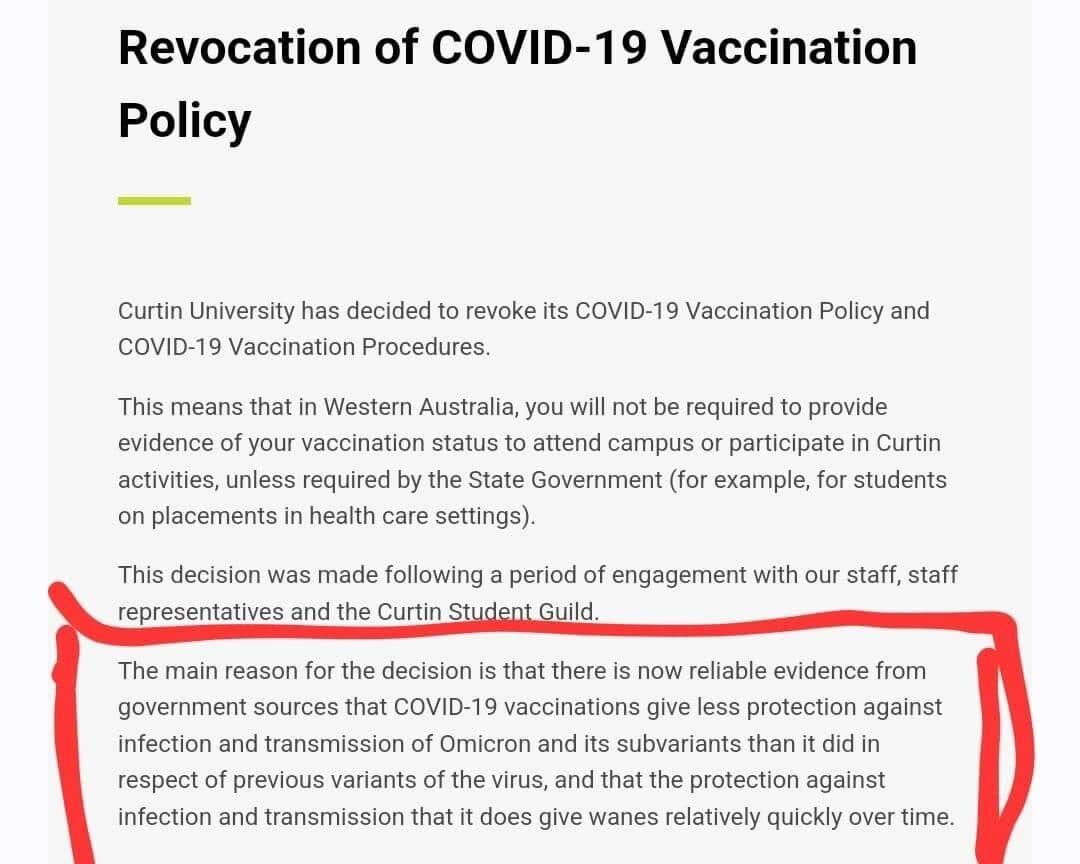 Revocation of COVID-19 Vaccination
Policy
Curtin University has decided to revoke its COVID-19 Vaccination Policy and
COVID-19 Vaccination Procedures.
This means that in Western Australia, you will not be required to provide
evidence of your vaccination status to attend campus or participate in Curtin
activities, unless required by the State Government (for example, for students
on placements in health care settings).
This decision was made following a period of engagement with our staff, staff
representatives and the Curtin Student Guild.
The main reason for the decision is that there is now reliable evidence from
government sources that COVID-19 vaccinations give less protection against
infection and transmission of Omicron and its subvariants than it did in
respect of previous variants of the virus, and that the protection against
infection and transmission that it does give wanes relatively quickly over time.